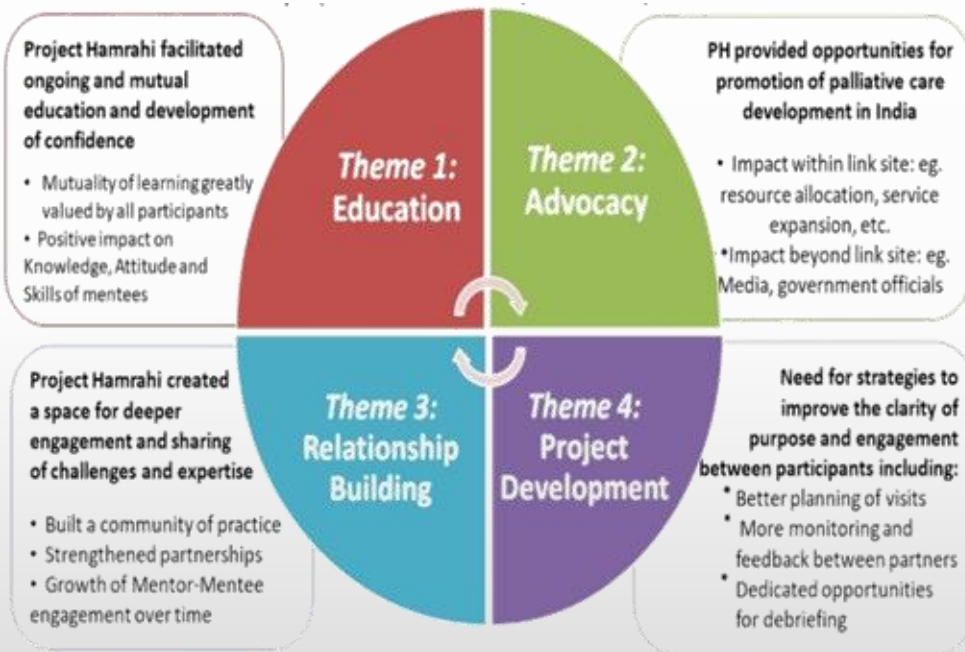 Project Hamrahi facilitated
ongoing and mutual
education and development
of confidence
• Mutuality of learning greatly
valued by all participants
• Positive impact on
Knowledge, Attitude and
Skills of mentees
Theme 1:
Education
Theme 2:
Advocacy
PH provided opportunities for
promotion of palliative care
development in India
• Impact within link site: eg.
resource allocation, service
expansion, etc.
•Impact beyond link site: eg.
Media, government officials
Project Hamrahi created
a space for deeper
engagement and sharing
of challenges and expertise
• Built a community of practice
• Strengthened partnerships
• Growth of Mentor-Mentee
engagement over time
Theme 3:
Relationship
Building
Theme 4:
Project
Development
Need for strategies to
improve the clarity of
purpose and engagement
between participants including:
• Better planning of visits
• More monitoring and
feedback between partners
• Dedicated opportunities
for debriefing